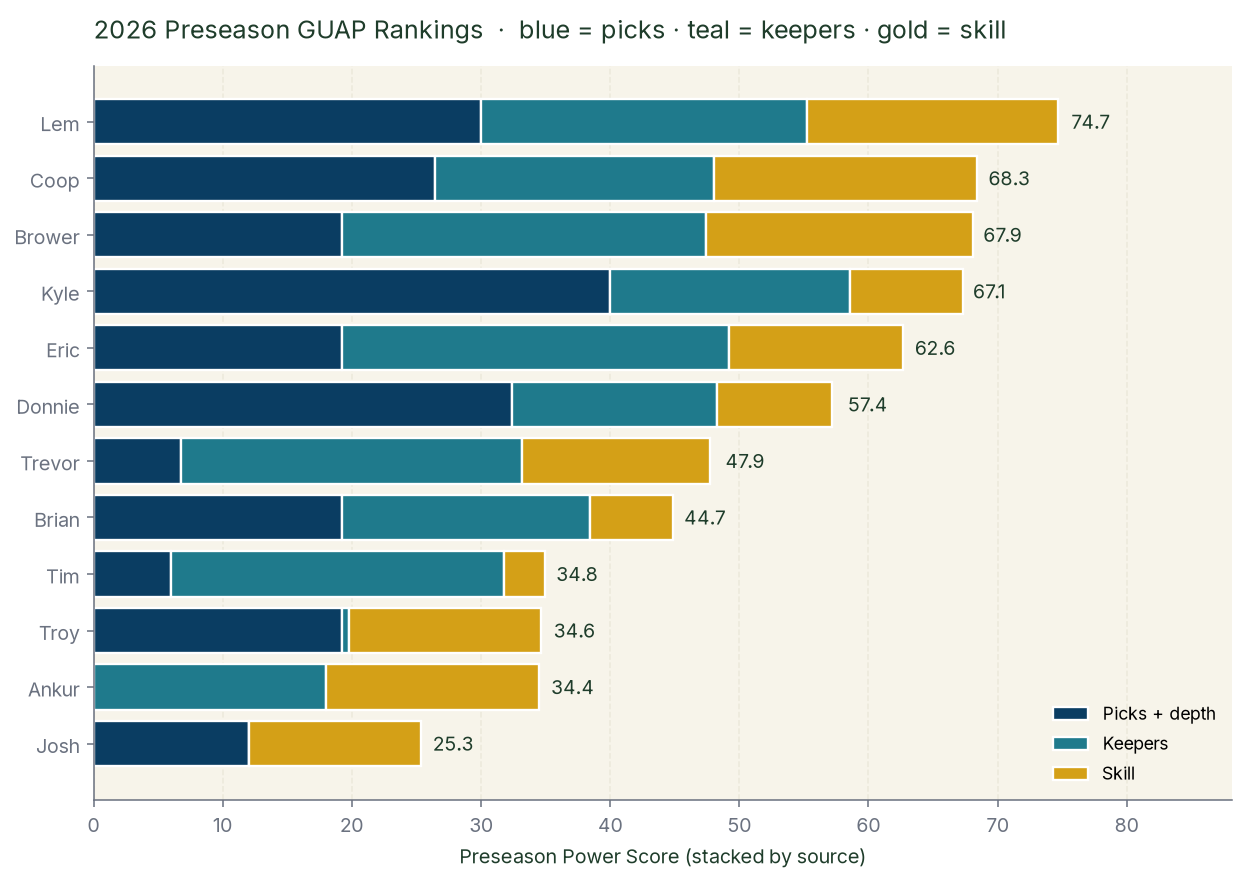 2026 Preseason GUAP Rankings · blue = picks · teal = keepers · gold = skill
Lem 74.7
Coop 68.3
Brower 67.9
Kyle 67.1
Eric 62.6
Donnie 57.4
Trevor 47.9
Brian 44.7
Tim 34.8
Troy 34.6
Ankur 34.4
Josh 25.3
Picks + depth
Keepers
Skill
0 10 20 30 40 50 60 70 80
Preseason Power Score (stacked by source)